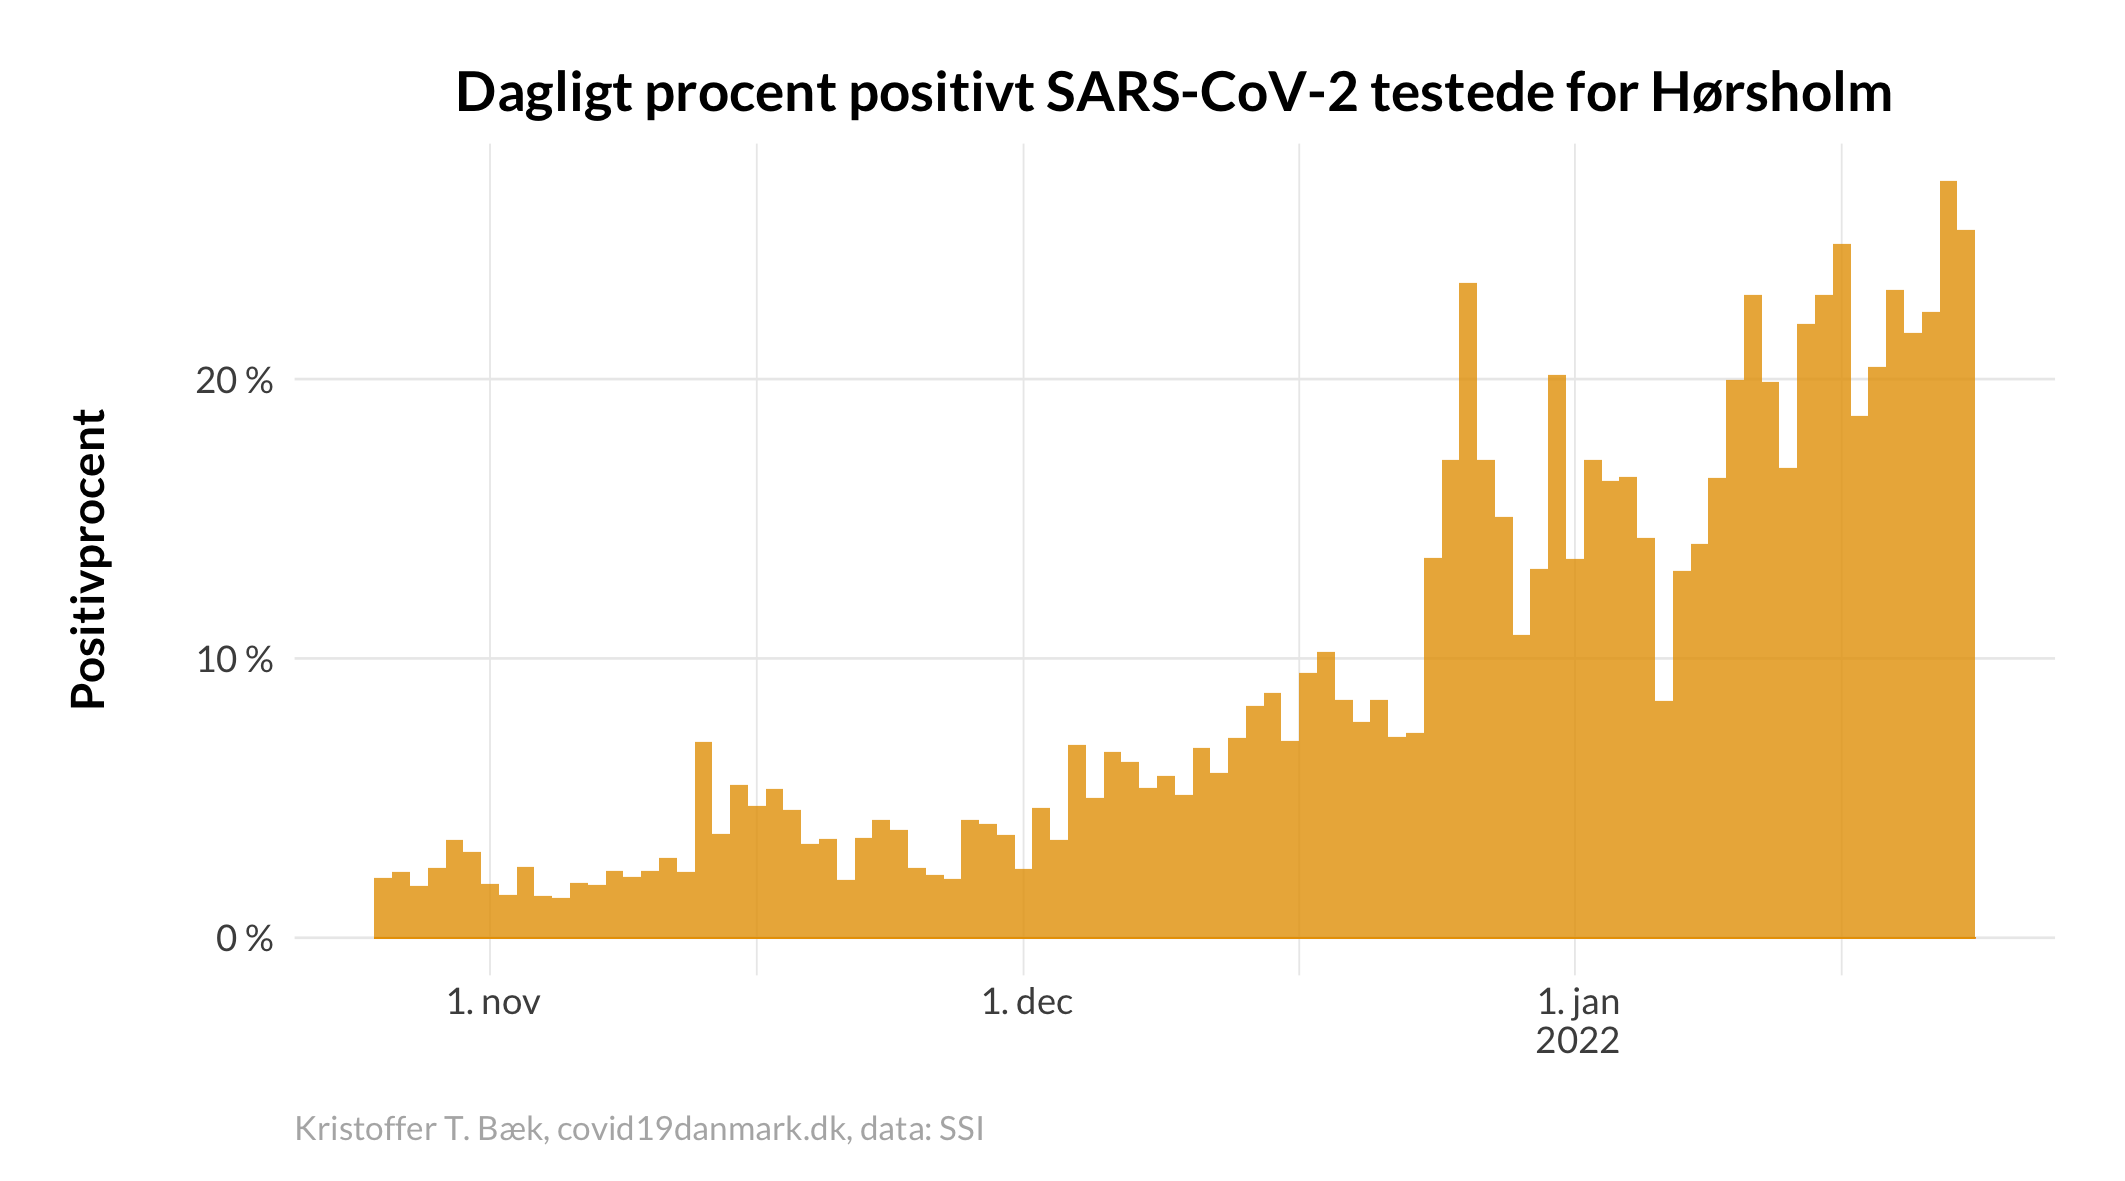 Dagligt procent positivt SARS-CoV-2 testede for Hørsholm
Positivprocent
20 %
10 %
0 %
1. nov
1. dec
1. jan
2022
Kristoffer T. Bæk, covid19danmark.dk, data: SSI